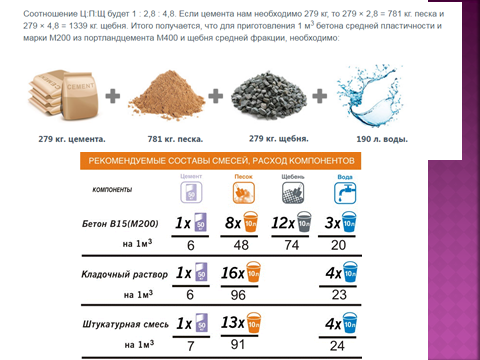 Соотношение Ц:П:Щ будет 1 : 2,8 : 4,8. Если цемента нам необходимо 279 кг, то 279 × 2,8 = 781 кг. песка и
279 × 4,8 = 1339 кг. щебня. Итого получается, что для приготовления 1 м³ бетона средней пластичности и
марки М200 из портландцемента М400 и щебня средней фракции, необходимо:
CEMENT
279 кг. цемента. 781 кг. песка. 279 кг. щебня. 190 л. воды.
РЕКОМЕНДУЕМЫЕ СОСТАВЫ СМЕСЕЙ, РАСХОД КОМПОНЕНТОВ
КОМПОНЕНТЫ Цемент Песок Щебень Вода
Бетон В15(М200) 1x 50 КГ 8x 10л 12x 10л 3x 10л
на 1м³ 6 48 74 20
Кладочный раствор 1x 50 КГ 16x 10л 4x 10л
на 1м³ 6 96 23
Штукатурная смесь 1x 50 КГ 13x 10л 4x 10л
на 1м³ 7 91 24